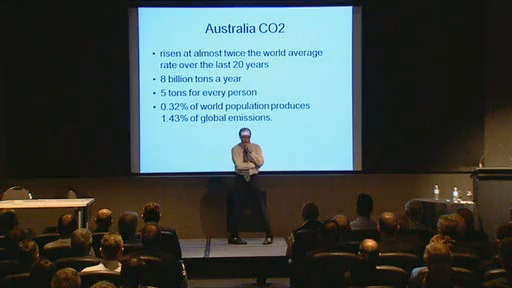 Australia CO2
• risen at almost twice the world average
rate over the last 20 years
• 8 billion tons a year
• 5 tons for every person
• 0.32% of world population produces
1.43% of global emissions.